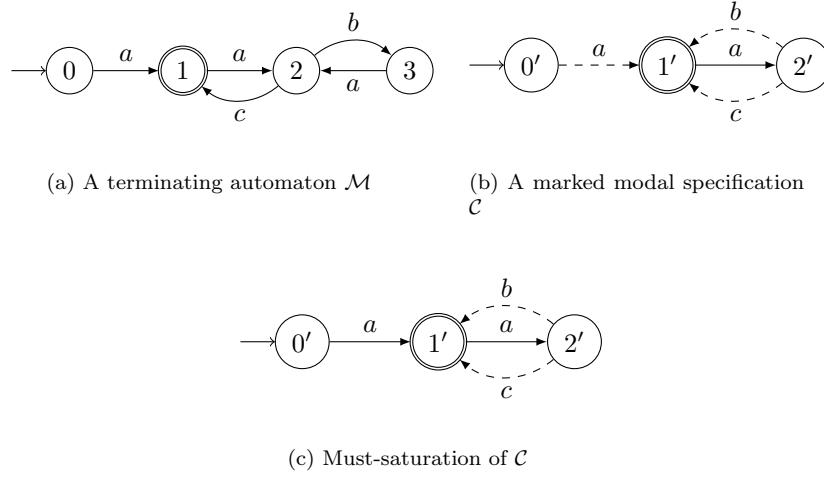 a a b b
0 1 2 3 0′ a 1′ a 2′
c a c
(a) A terminating automaton ℳ (b) A marked modal specification
𝒞
b
0′ a 1′ a 2′
c
(c) Must-saturation of 𝒞